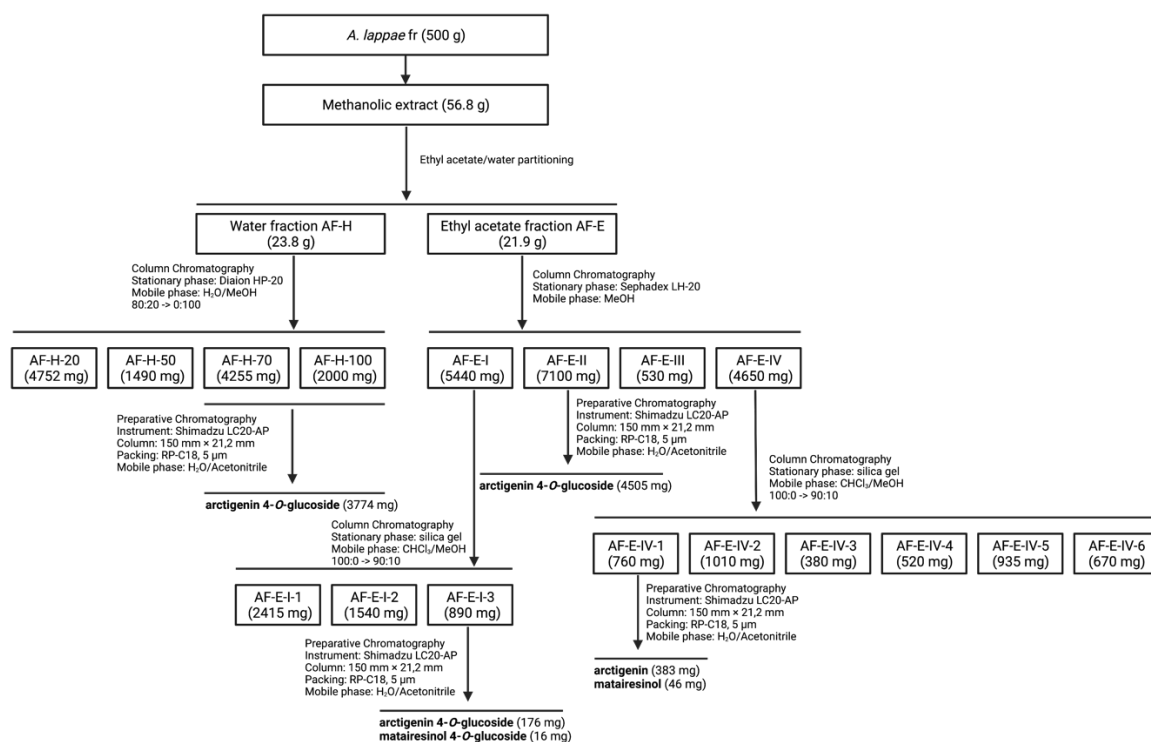 A. lappae fr (500 g)
Methanolic extract (56.8 g)
Ethyl acetate/water partitioning
Water fraction AF-H
(23.8 g)
Ethyl acetate fraction AF-E
(21.9 g)
Column Chromatography
Stationary phase: Diaion HP-20
Mobile phase: H₂O/MeOH
80:20 -> 0:100
Column Chromatography
Stationary phase: Sephadex LH-20
Mobile phase: MeOH
AF-H-20
(4752 mg)
AF-H-50
(1490 mg)
AF-H-70
(4255 mg)
AF-H-100
(2000 mg)
AF-E-I
(5440 mg)
AF-E-II
(7100 mg)
AF-E-III
(530 mg)
AF-E-IV
(4650 mg)
Preparative Chromatography
Instrument: Shimadzu LC20-AP
Column: 150 mm × 21,2 mm
Packing: RP-C18, 5 µm
Mobile phase: H₂O/Acetonitrile
arctigenin 4-O-glucoside (3774 mg)
Preparative Chromatography
Instrument: Shimadzu LC20-AP
Column: 150 mm × 21,2 mm
Packing: RP-C18, 5 µm
Mobile phase: H₂O/Acetonitrile
arctigenin 4-O-glucoside (4505 mg)
Column Chromatography
Stationary phase: silica gel
Mobile phase: CHCl₃/MeOH
100:0 -> 90:10
Column Chromatography
Stationary phase: silica gel
Mobile phase: CHCl₃/MeOH
100:0 -> 90:10
AF-E-I-1
(2415 mg)
AF-E-I-2
(1540 mg)
AF-E-I-3
(890 mg)
AF-E-IV-1
(760 mg)
AF-E-IV-2
(1010 mg)
AF-E-IV-3
(380 mg)
AF-E-IV-4
(520 mg)
AF-E-IV-5
(935 mg)
AF-E-IV-6
(670 mg)
Preparative Chromatography
Instrument: Shimadzu LC20-AP
Column: 150 mm × 21,2 mm
Packing: RP-C18, 5 µm
Mobile phase: H₂O/Acetonitrile
arctigenin 4-O-glucoside (176 mg)
matairesinol 4-O-glucoside (16 mg)
Preparative Chromatography
Instrument: Shimadzu LC20-AP
Column: 150 mm × 21,2 mm
Packing: RP-C18, 5 µm
Mobile phase: H₂O/Acetonitrile
arctigenin (383 mg)
matairesinol (46 mg)